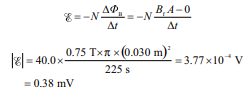 ℰ = −N ΔΦ_B/Δt = −N (B_f A − 0)/Δt
|ℰ| = 40.0 × (0.75 T × π × (0.030 m)²)/(225 s) = 3.77 × 10⁻⁴ V
= 0.38 mV